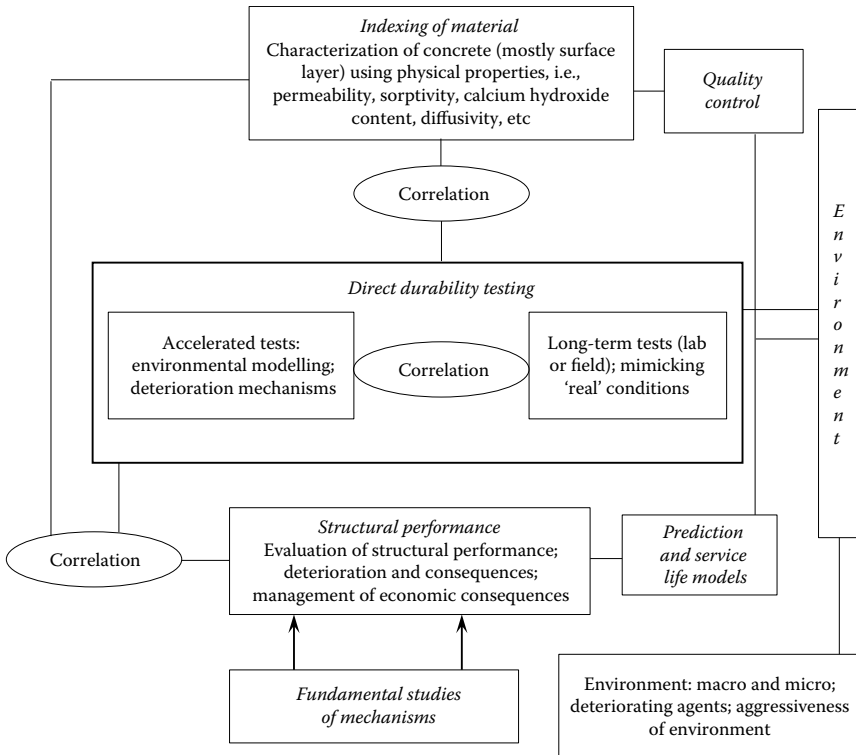 Indexing of material
Characterization of concrete (mostly surface
layer) using physical properties, i.e.,
permeability, sorptivity, calcium hydroxide
content, diffusivity, etc
Quality
control
Correlation
Environment
Direct durability testing
Accelerated tests:
environmental modelling;
deterioration mechanisms
Correlation
Long-term tests (lab
or field); mimicking
‘real’ conditions
Correlation
Structural performance
Evaluation of structural performance;
deterioration and consequences;
management of economic consequences
Prediction
and service
life models
Fundamental studies
of mechanisms
Environment: macro and micro;
deteriorating agents; aggressiveness
of environment